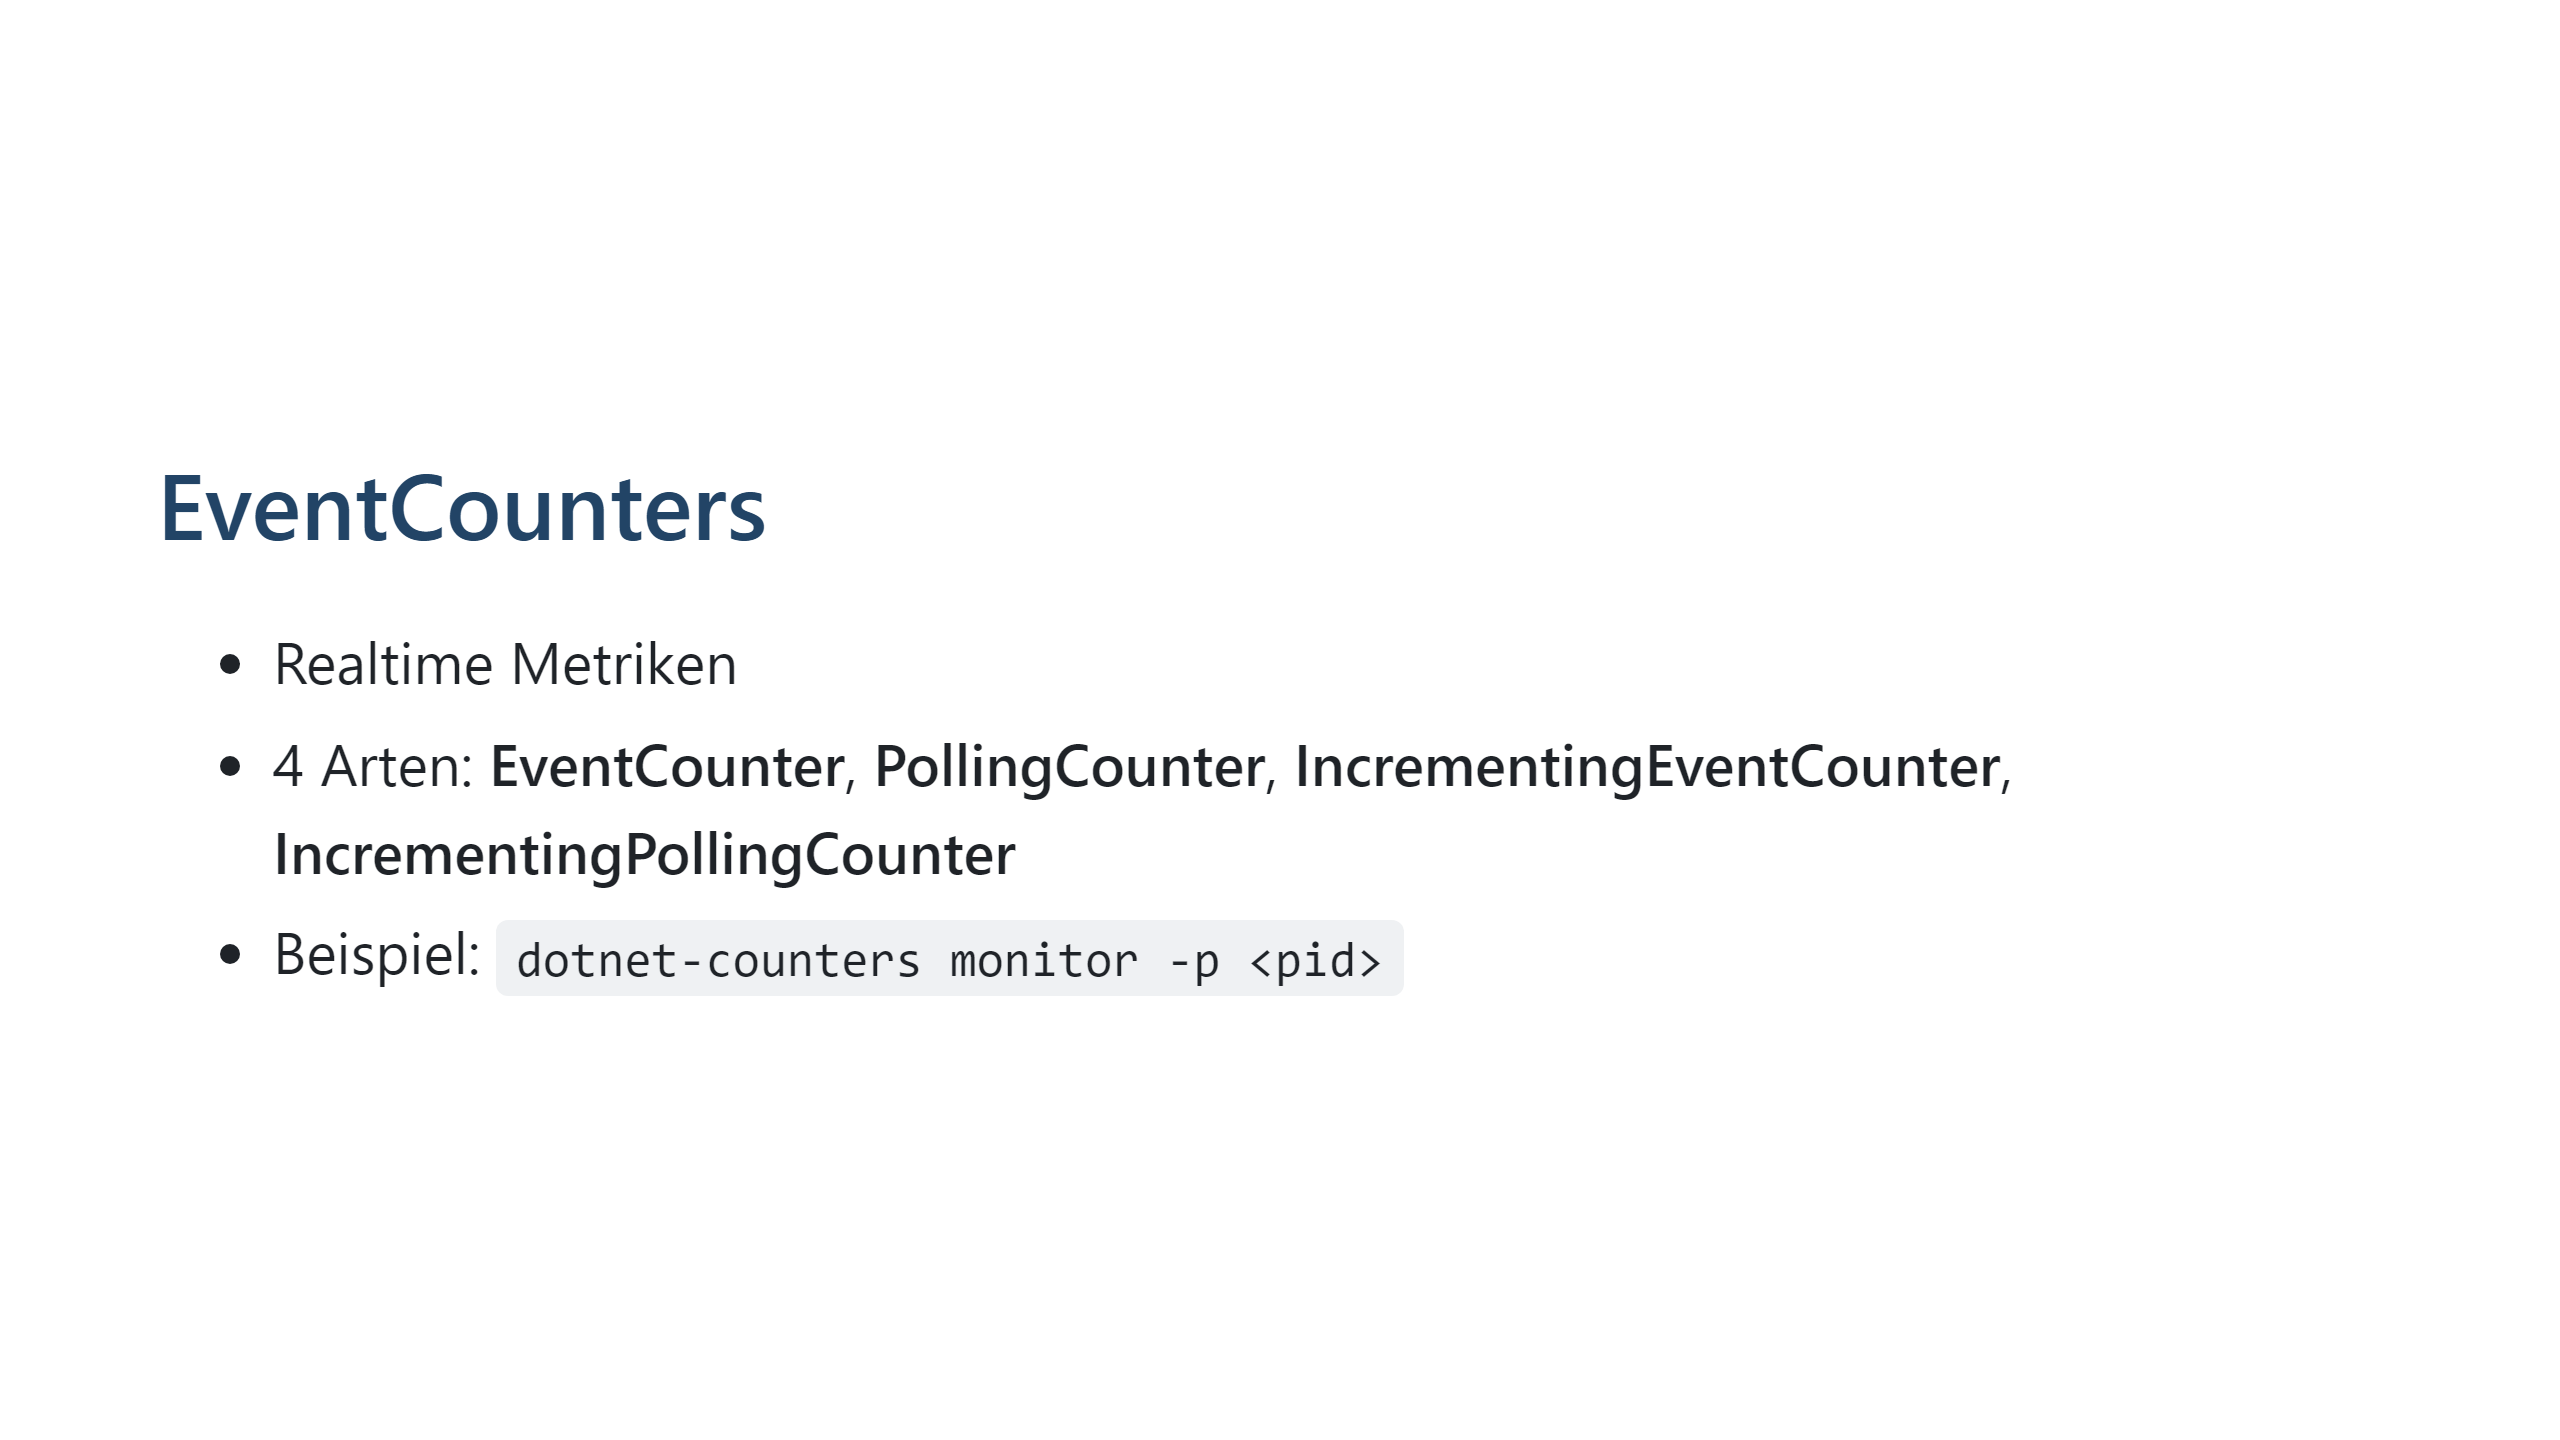 EventCounters
Realtime Metriken
4 Arten: EventCounter, PollingCounter, IncrementingEventCounter,
IncrementingPollingCounter
Beispiel: dotnet-counters monitor -p <pid>